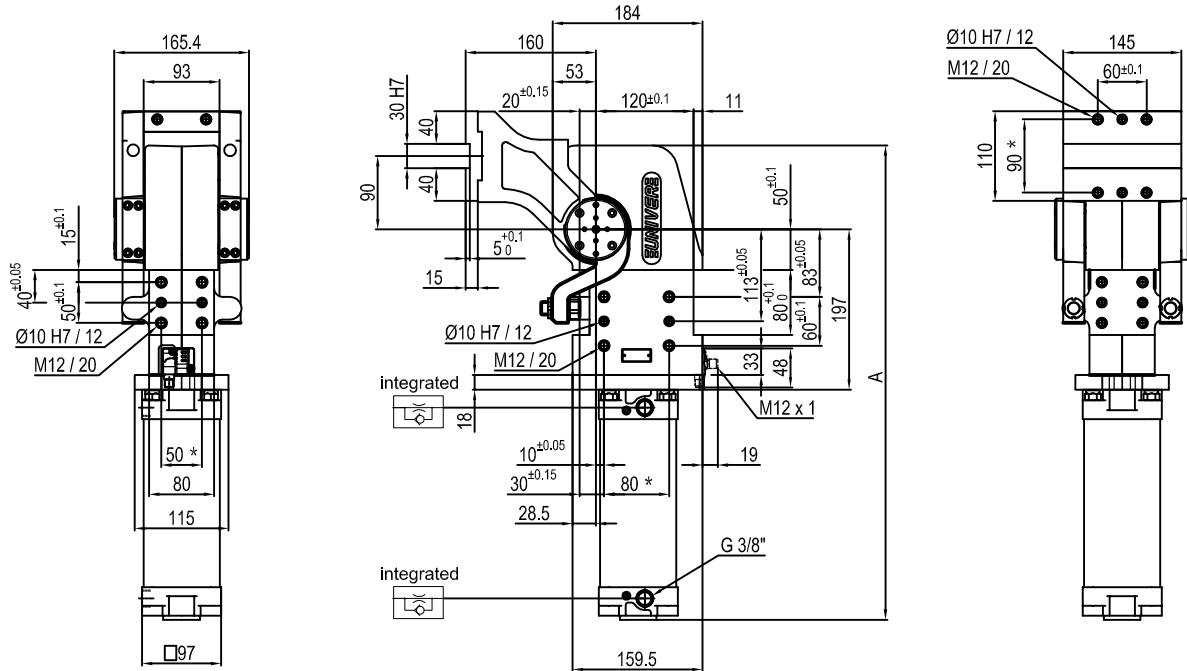 165.4
93
15±0.1
40±0.05
50±0.1
Ø10 H7 / 12
M12 / 20
50 *
80
115
□97
184
160
53
20±0.15
120±0.1
11
30 H7
40
90
40
5 +0.1 0
15
UNIVER
50±0.1
83±0.05
113±0.05
80 +0.1 0
60±0.1
197
A
33
48
Ø10 H7 / 12
M12 / 20
M12 x 1
integrated
18
10±0.05
19
30±0.15
80 *
28.5
G 3/8"
integrated
159.5
Ø10 H7 / 12
M12 / 20
145
60±0.1
110
90 *